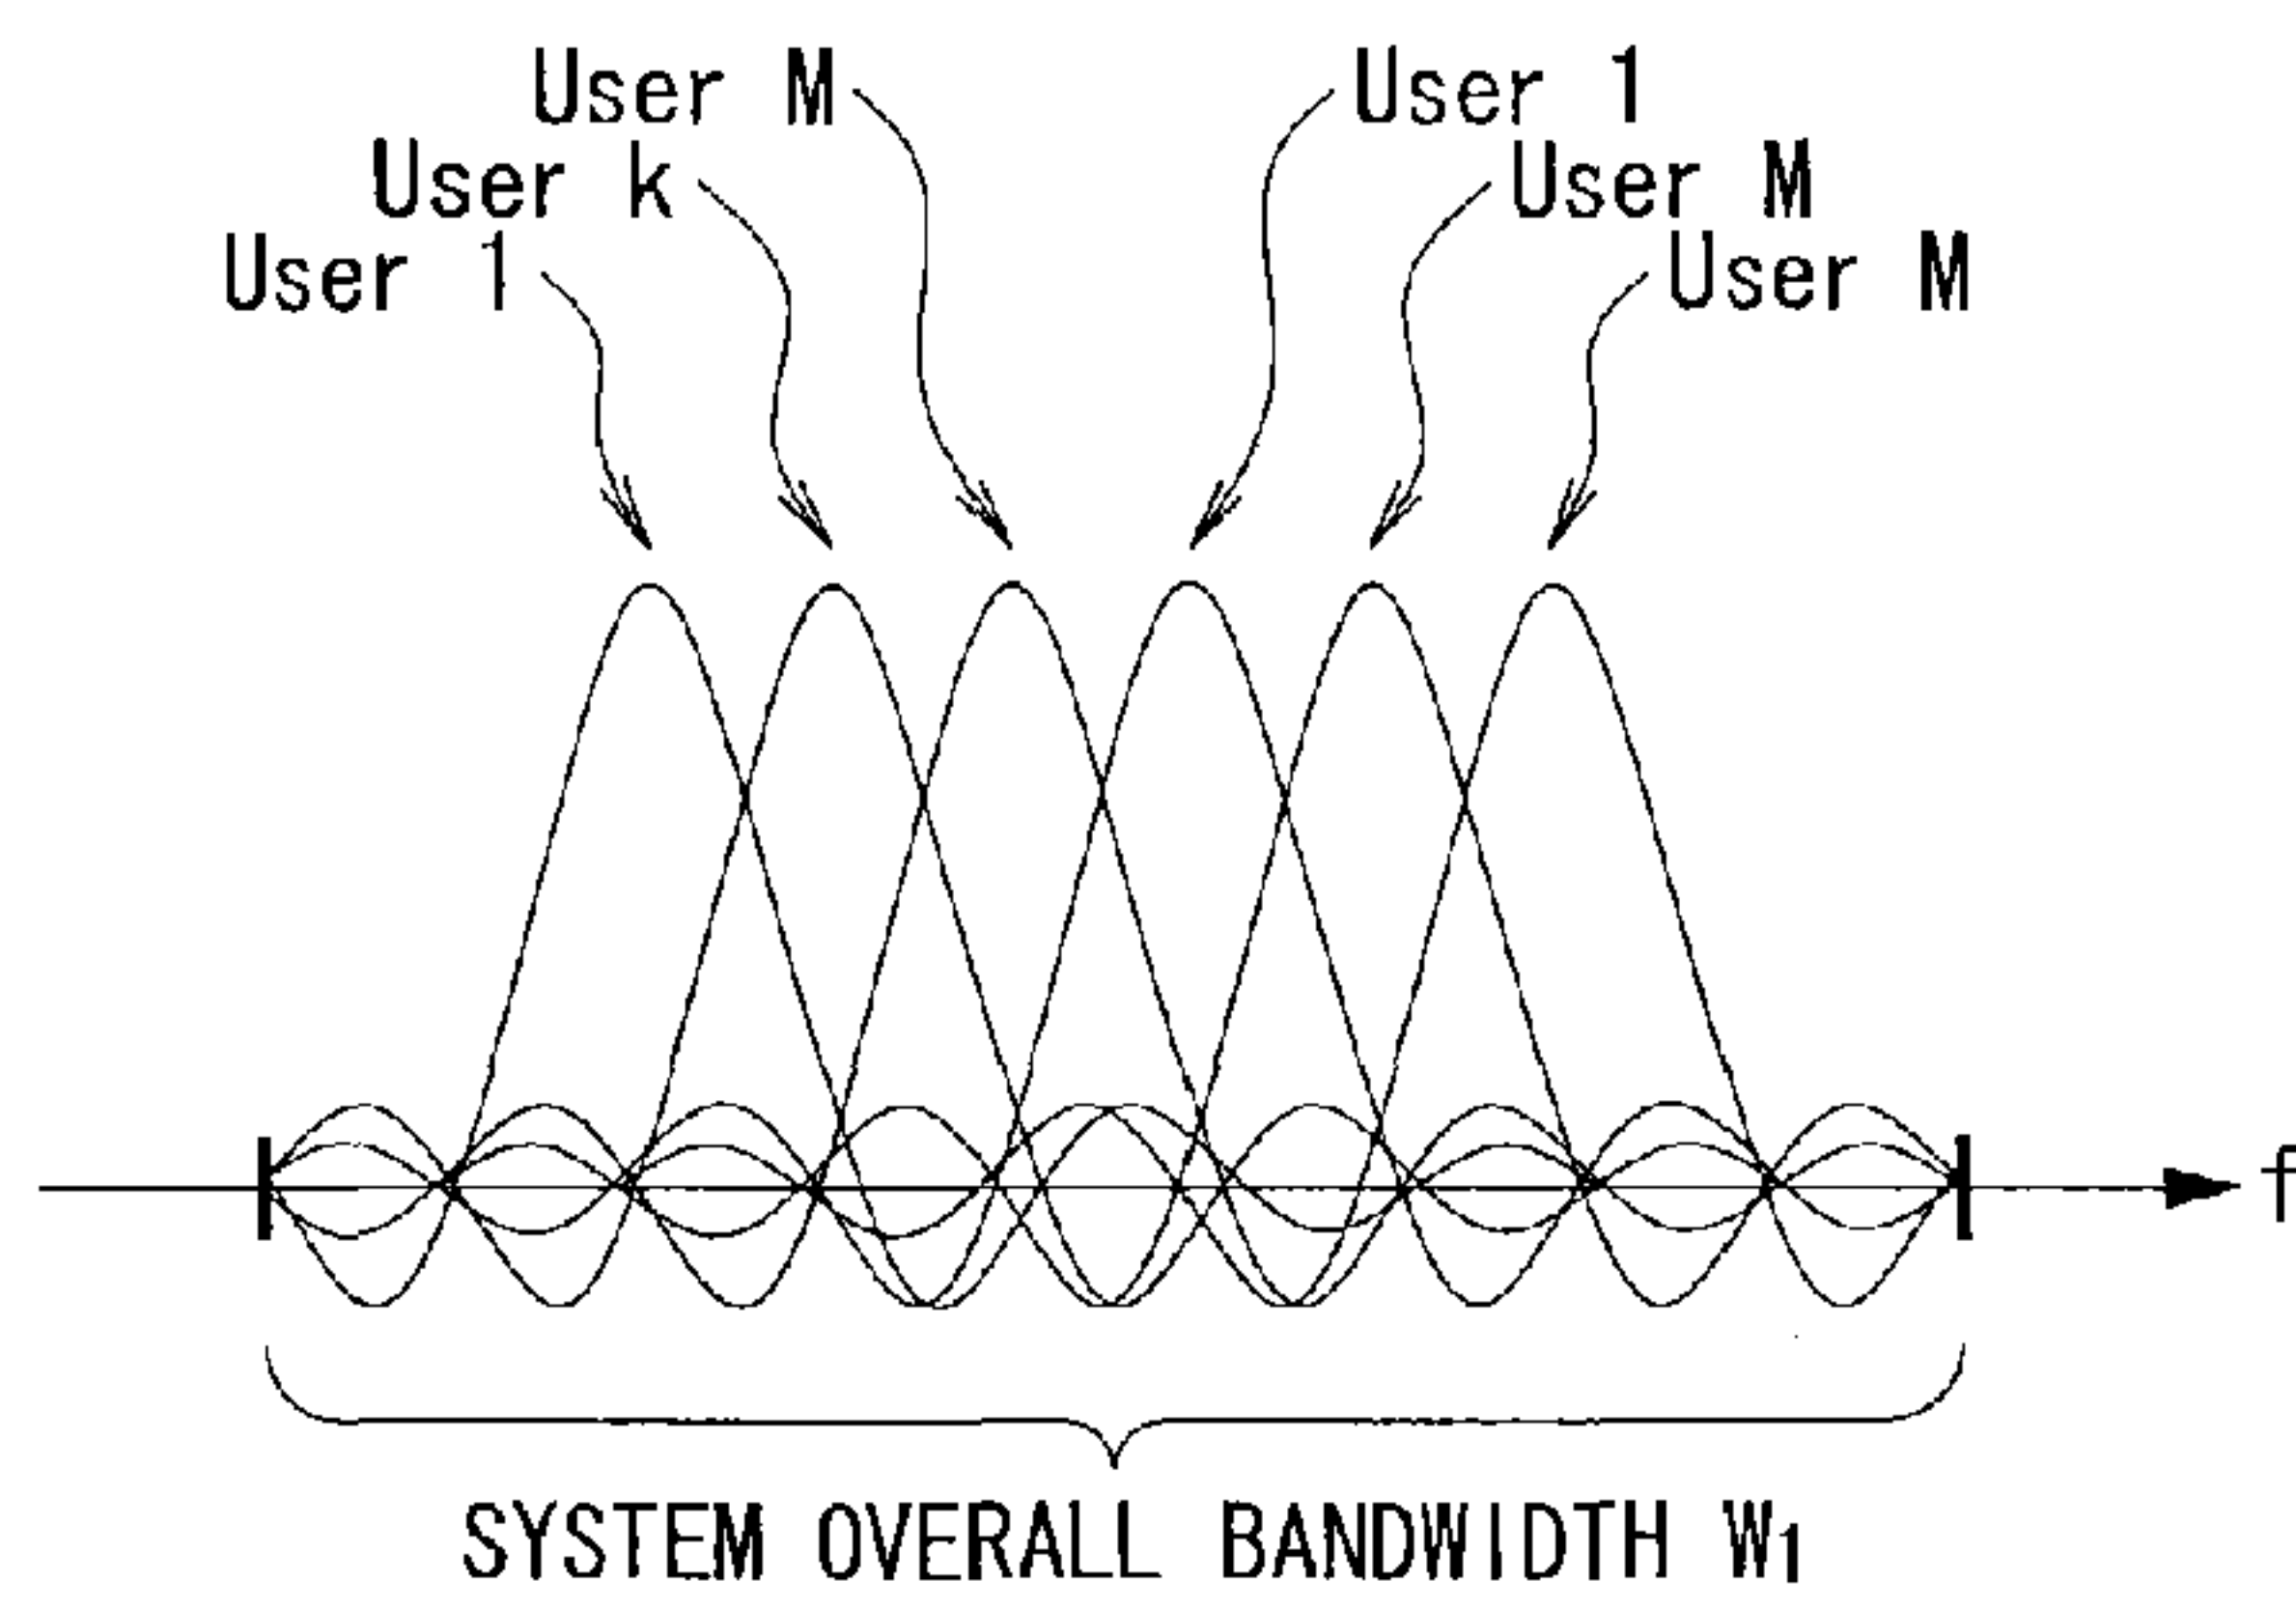 User M User 1
User k User M
User 1 User M
f
SYSTEM OVERALL BANDWIDTH W1